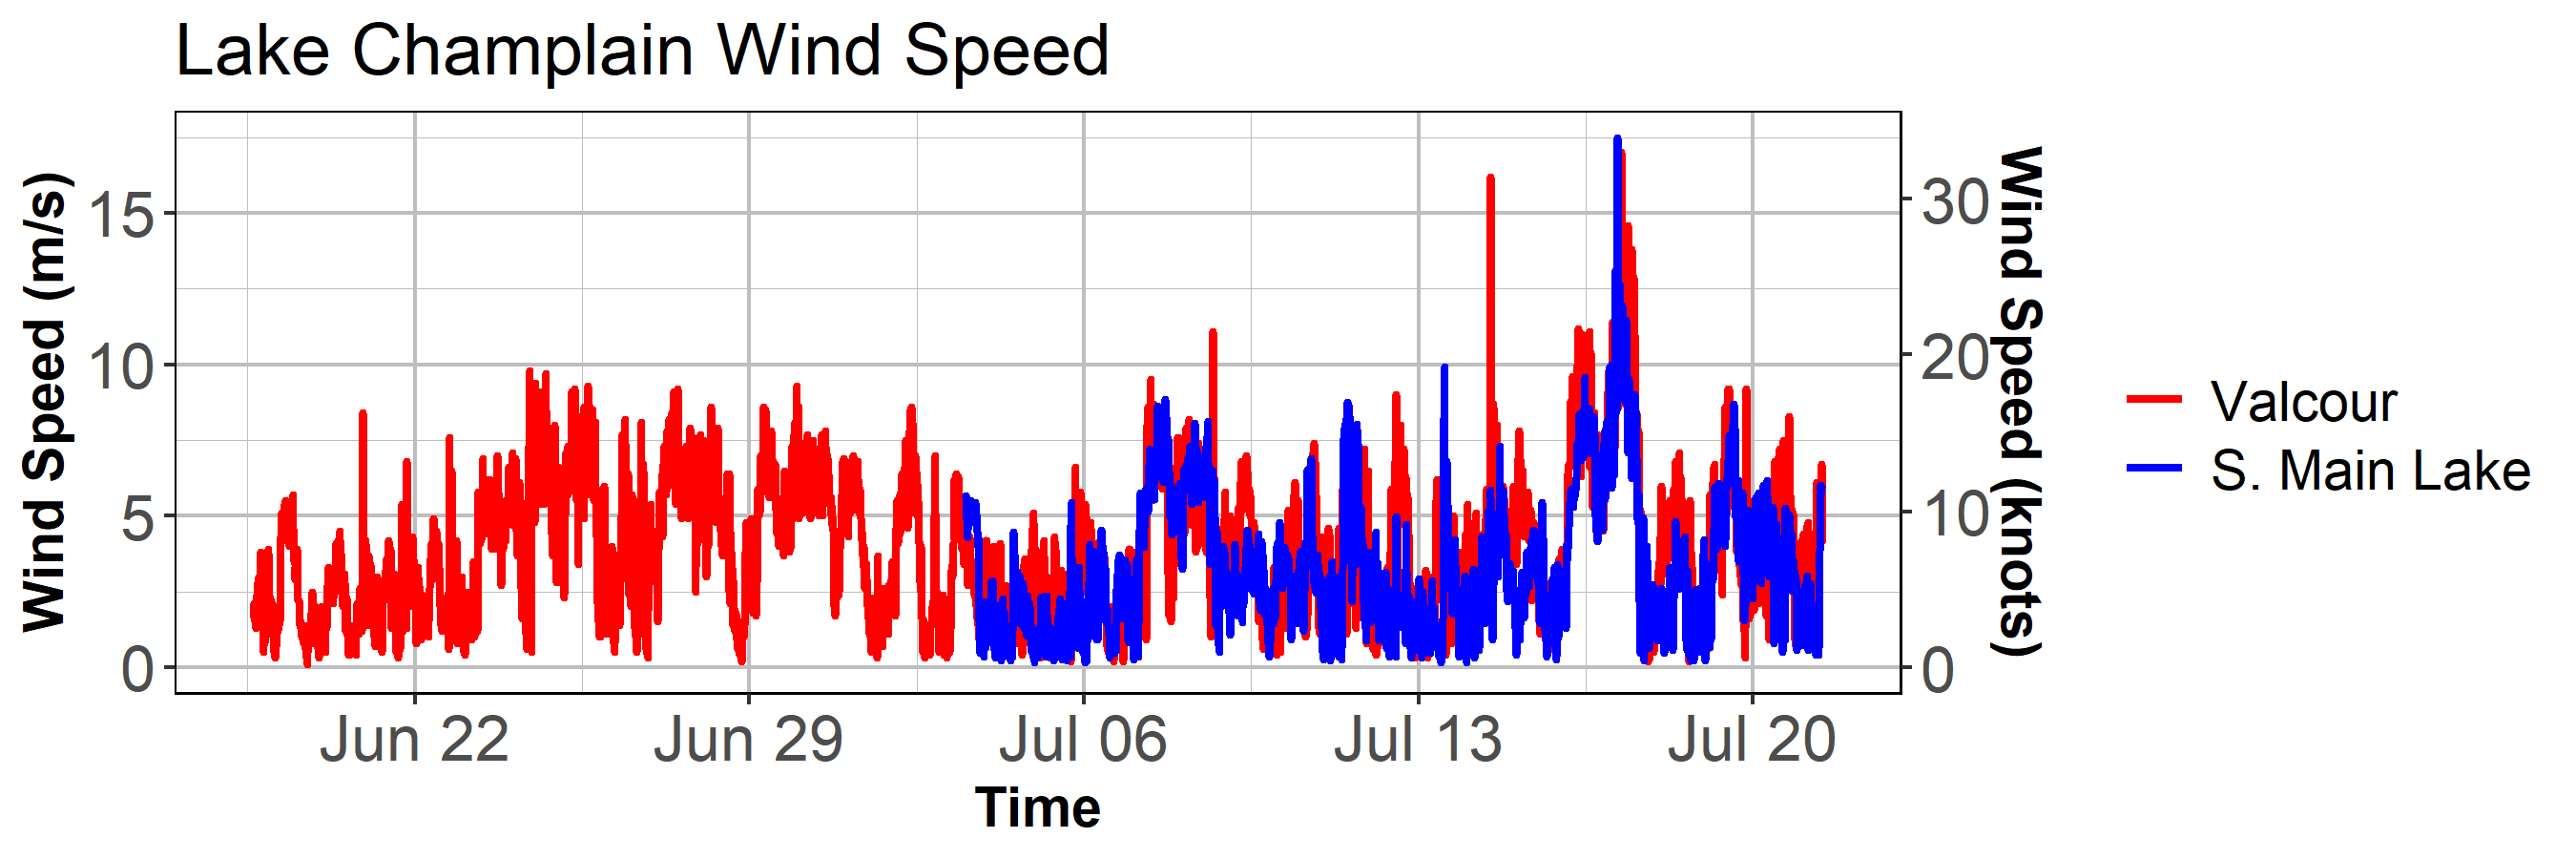 Lake Champlain Wind Speed
Wind Speed (m/s)
15
10
5
0
30
20
10
0
Wind Speed (knots)
Jun 22
Jun 29
Jul 06
Jul 13
Jul 20
Time
Valcour
S. Main Lake